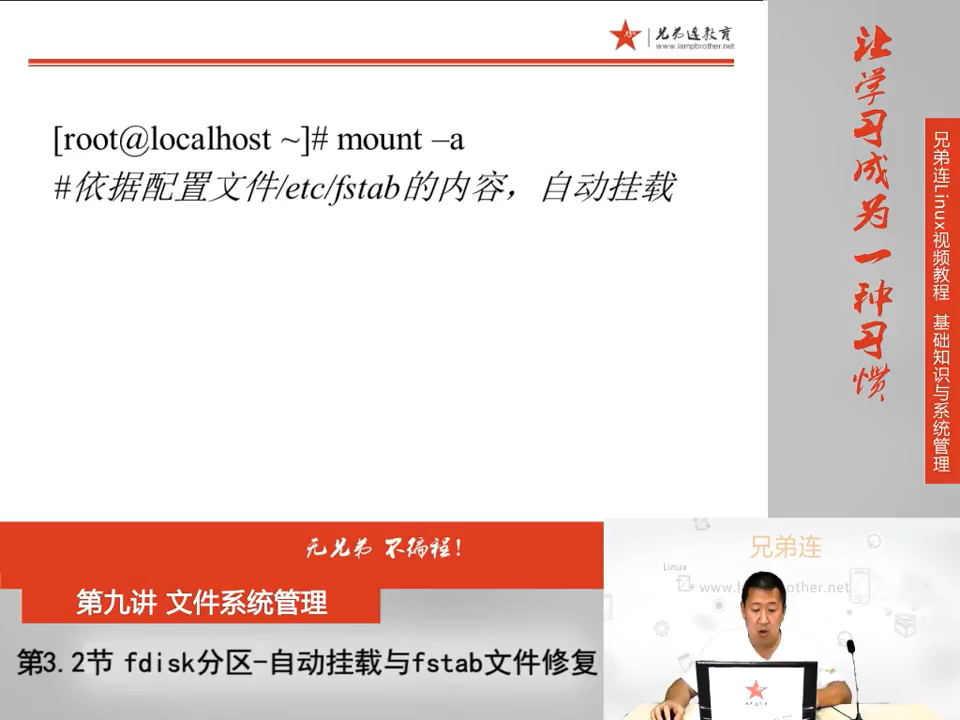 兄弟连教育
www.lampbrother.net
[root@localhost ~]# mount –a
#依据配置文件/etc/fstab的内容，自动挂载
让学习成为一种习惯
兄弟连Linux视频教程 基础知识与系统管理
无兄弟 不编程!
第九讲 文件系统管理
第3.2节 fdisk分区-自动挂载与fstab文件修复
兄弟连
Linux